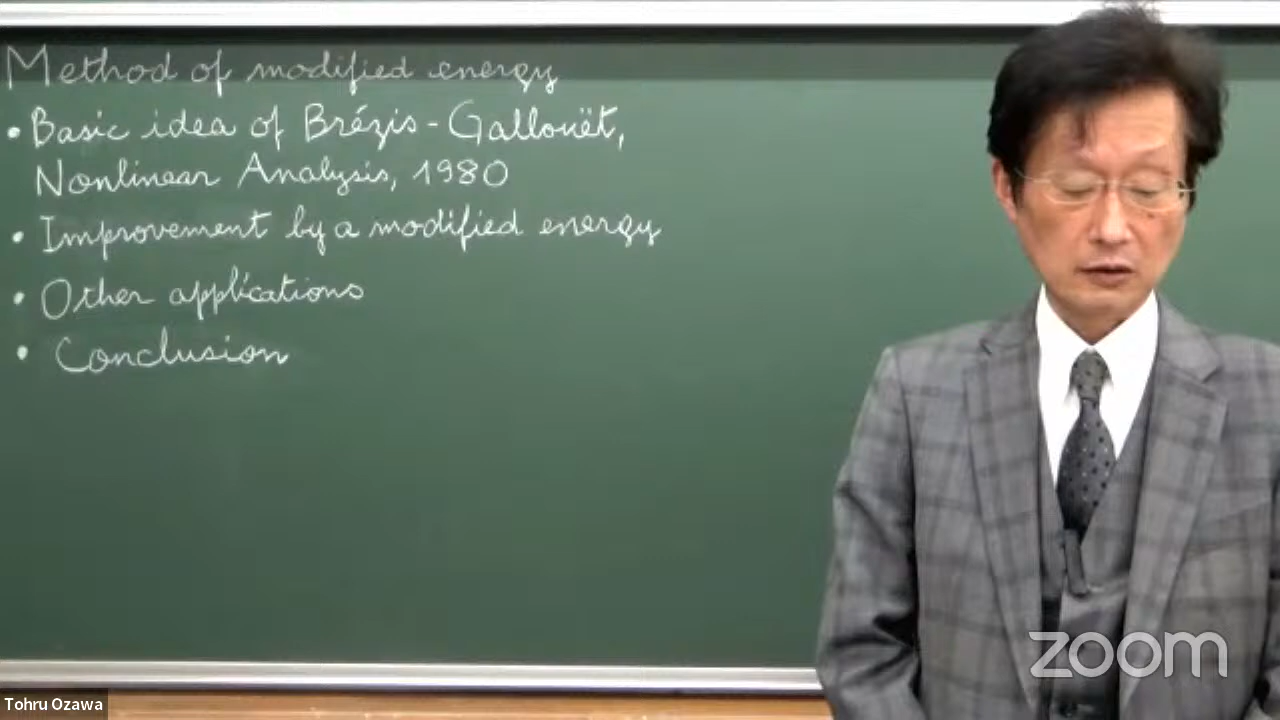 Method of modified energy
• Basic idea of Brézis - Gallouët,
Nonlinear Analysis, 1980
• Improvement by a modified energy
• Other applications
• Conclusion
zoom
Tohru Ozawa